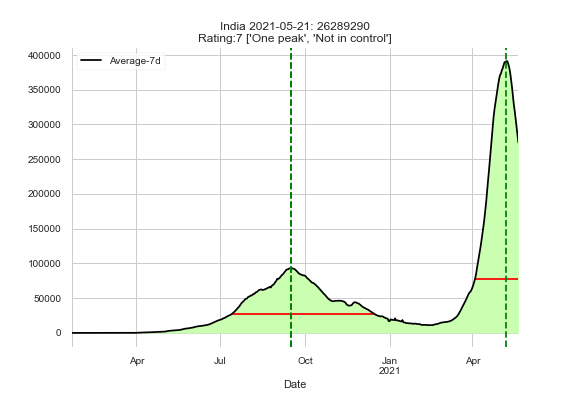 India 2021-05-21: 26289290
Rating:7 ['One peak', 'Not in control']
Average-7d
400000
350000
300000
250000
200000
150000
100000
50000
0
Apr
Jul
Oct
Jan
2021
Apr
Date